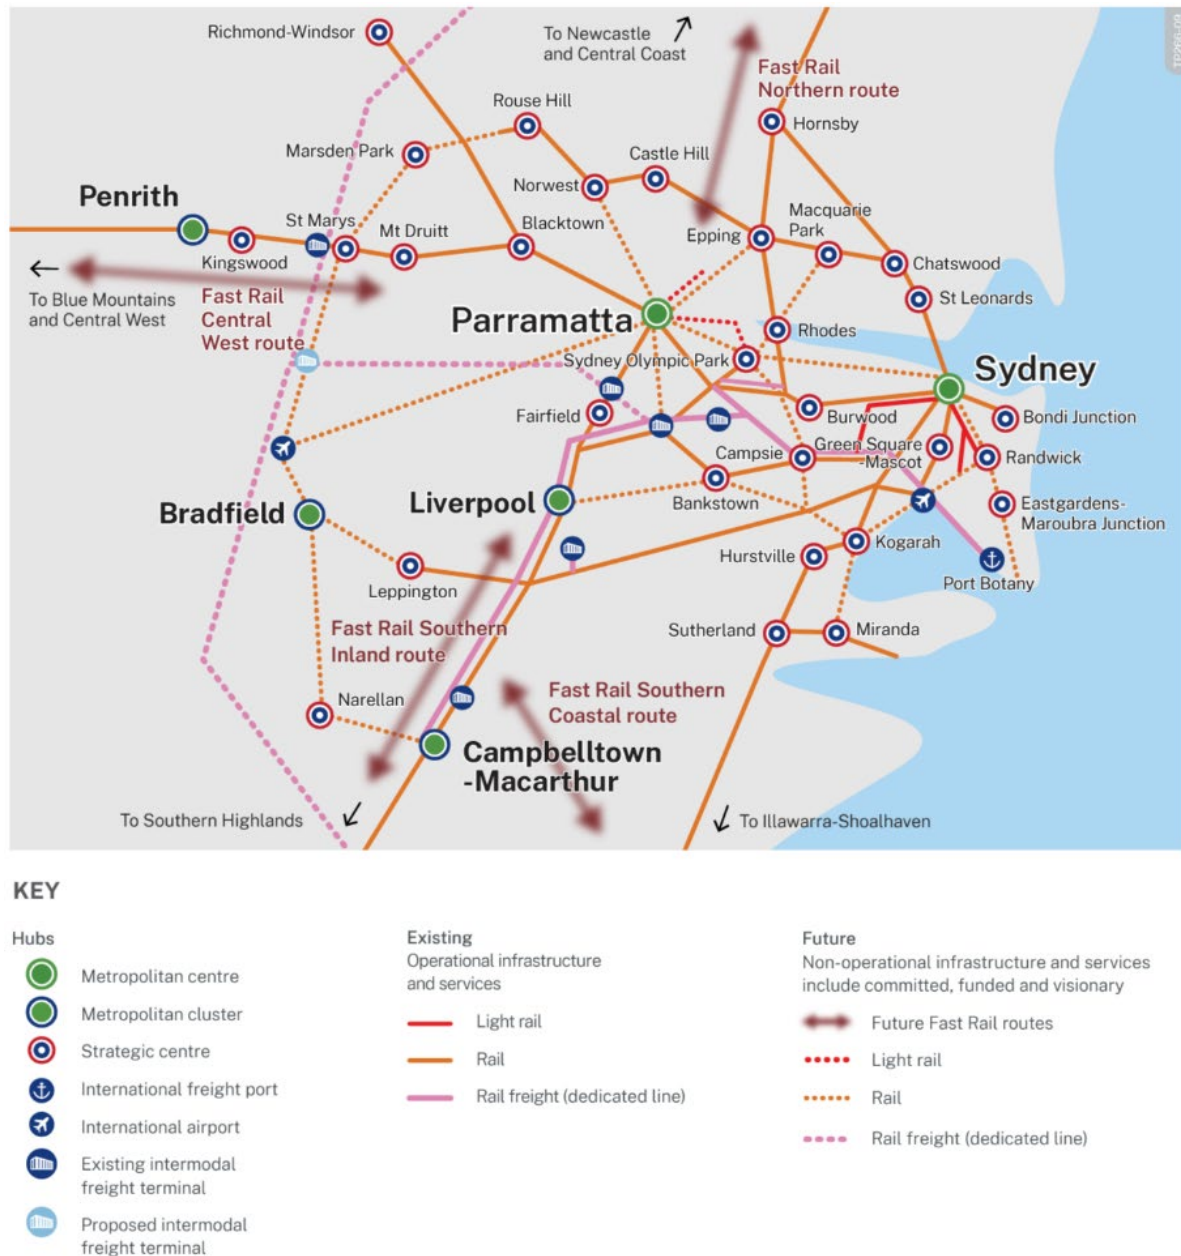 Richmond-Windsor
To Newcastle
and Central Coast
TP266-09
Fast Rail
Northern route
Rouse Hill
Hornsby
Marsden Park
Castle Hill
Norwest
Penrith
St Marys
Mt Druitt
Blacktown
Macquarie
Park
Epping
Kingswood
Chatswood
To Blue Mountains
and Central West
Fast Rail
Central
West route
St Leonards
Parramatta
Rhodes
Sydney Olympic Park
Sydney
Fairfield
Burwood
Bondi Junction
Campsie
Green Square
-Mascot
Randwick
Liverpool
Bankstown
Bradfield
Eastgardens-
Maroubra Junction
Hurstville
Kogarah
Port Botany
Leppington
Fast Rail Southern
Inland route
Sutherland
Miranda
Narellan
Fast Rail Southern
Coastal route
Campbelltown
-Macarthur
To Southern Highlands
To Illawarra-Shoalhaven
KEY
Hubs
Metropolitan centre
Metropolitan cluster
Strategic centre
International freight port
International airport
Existing intermodal
freight terminal
Proposed intermodal
freight terminal
Existing
Operational infrastructure
and services
Light rail
Rail
Rail freight (dedicated line)
Future
Non-operational infrastructure and services
include committed, funded and visionary
Future Fast Rail routes
Light rail
Rail
Rail freight (dedicated line)